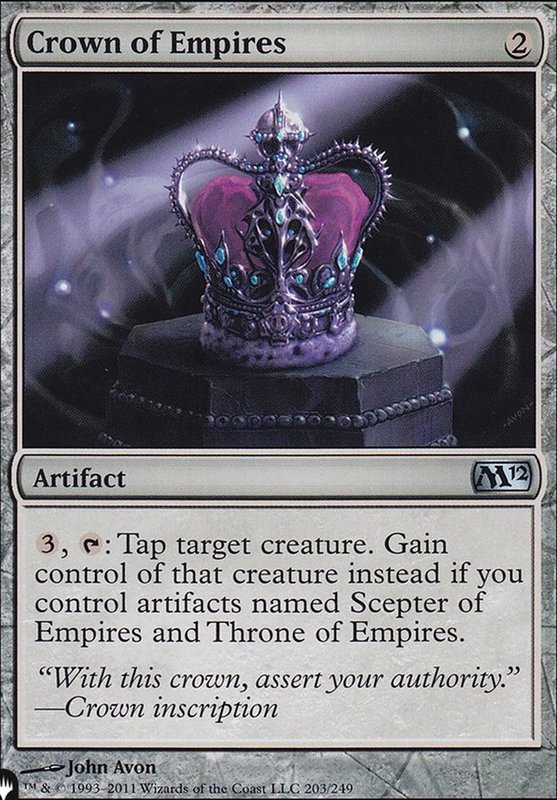 Crown of Empires 2
Artifact M12
3, : Tap target creature. Gain
control of that creature instead if you
control artifacts named Scepter of
Empires and Throne of Empires.
“With this crown, assert your authority.”
—Crown inscription
John Avon
™ & © 1993–2011 Wizards of the Coast LLC 203/249
-AVON-